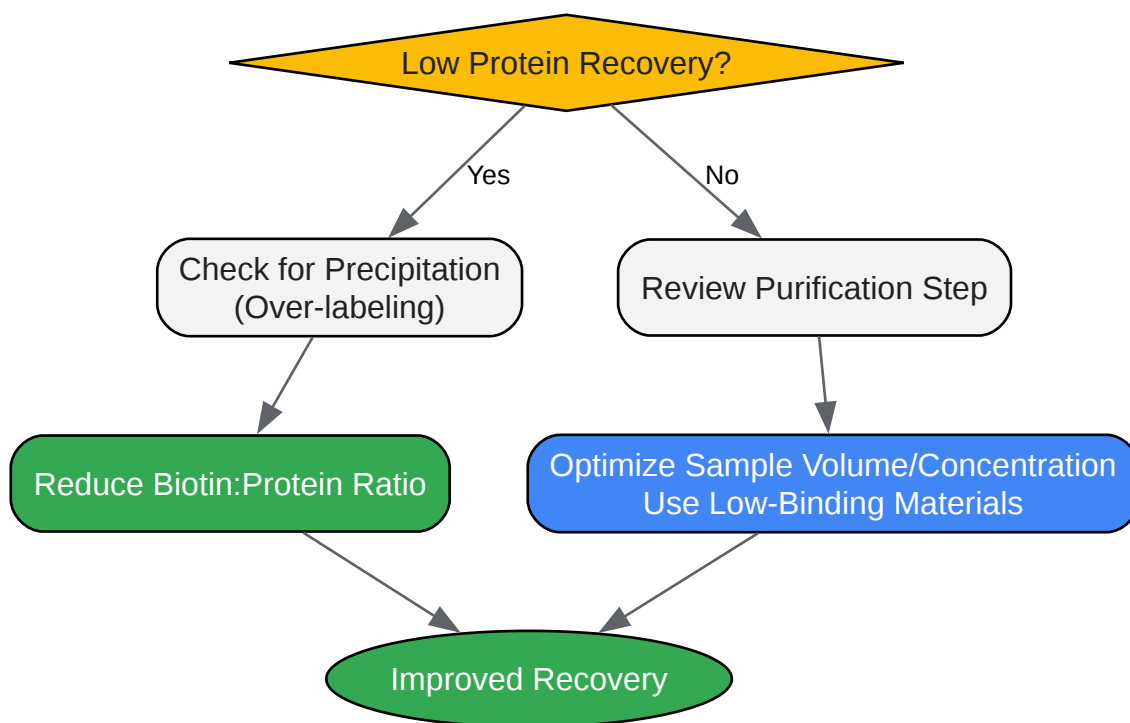 Low Protein Recovery?
Yes
No
Check for Precipitation
(Over-labeling)
Review Purification Step
Reduce Biotin:Protein Ratio
Optimize Sample Volume/Concentration
Use Low-Binding Materials
Improved Recovery